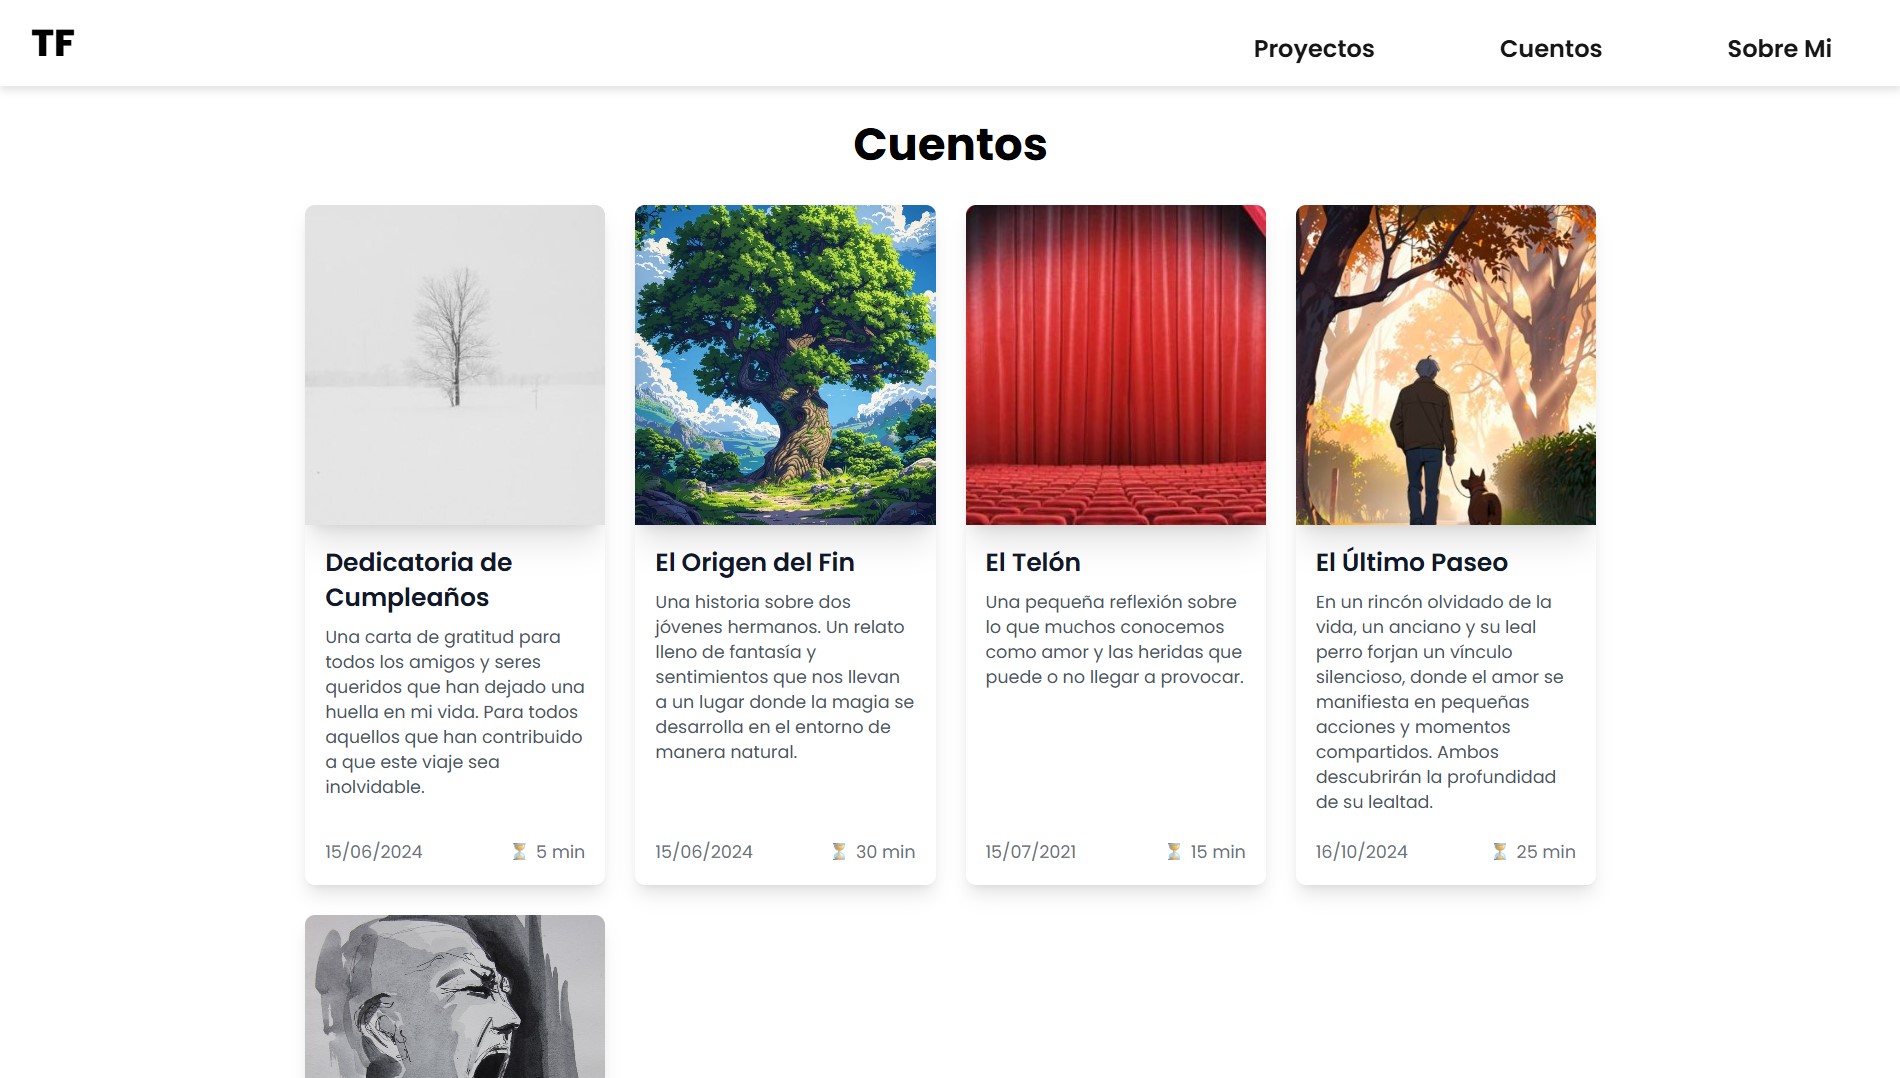 TF
Proyectos
Cuentos
Sobre Mi
Cuentos
Dedicatoria de
Cumpleaños
Una carta de gratitud para
todos los amigos y seres
queridos que han dejado una
huella en mi vida. Para todos
aquellos que han contribuido
a que este viaje sea
inolvidable.
15/06/2024
⏳ 5 min
El Origen del Fin
Una historia sobre dos
jóvenes hermanos. Un relato
lleno de fantasía y
sentimientos que nos llevan
a un lugar donde la magia se
desarrolla en el entorno de
manera natural.
15/06/2024
⏳ 30 min
El Telón
Una pequeña reflexión sobre
lo que muchos conocemos
como amor y las heridas que
puede o no llegar a provocar.
15/07/2021
⏳ 15 min
El Último Paseo
En un rincón olvidado de la
vida, un anciano y su leal
perro forjan un vínculo
silencioso, donde el amor se
manifiesta en pequeñas
acciones y momentos
compartidos. Ambos
descubrirán la profundidad
de su lealtad.
16/10/2024
⏳ 25 min